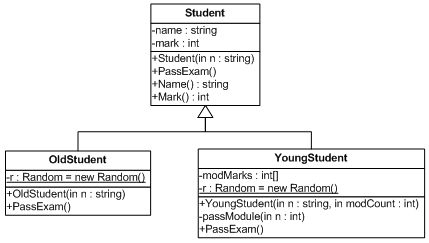 Student
-name : string
-mark : int
+Student(in n : string)
+PassExam()
+Name() : string
+Mark() : int
OldStudent
-r : Random = new Random()
+OldStudent(in n : string)
+PassExam()
YoungStudent
-modMarks : int[]
-r : Random = new Random()
+YoungStudent(in n : string, in modCount : int)
-passModule(in n : int)
+PassExam()